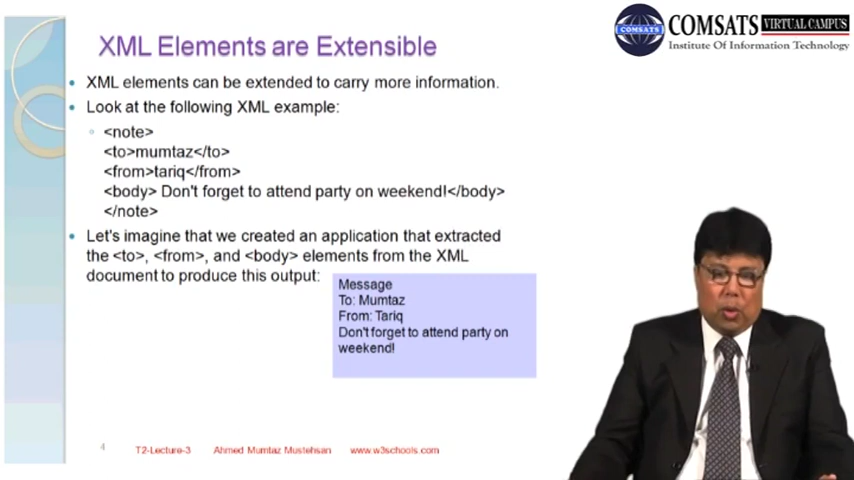 COMSATS VIRTUAL CAMPUS
COMSATS
Institute Of Information Technology
XML Elements are Extensible
XML elements can be extended to carry more information.
Look at the following XML example:
<note>
<to>mumtaz</to>
<from>tariq</from>
<body> Don't forget to attend party on weekend!</body>
</note>
Let's imagine that we created an application that extracted
the <to>, <from>, and <body> elements from the XML
document to produce this output:
Message
To: Mumtaz
From: Tariq
Don't forget to attend party on
weekend!
4 T2-Lecture-3 Ahmed Mumtaz Mustehsan www.w3schools.com